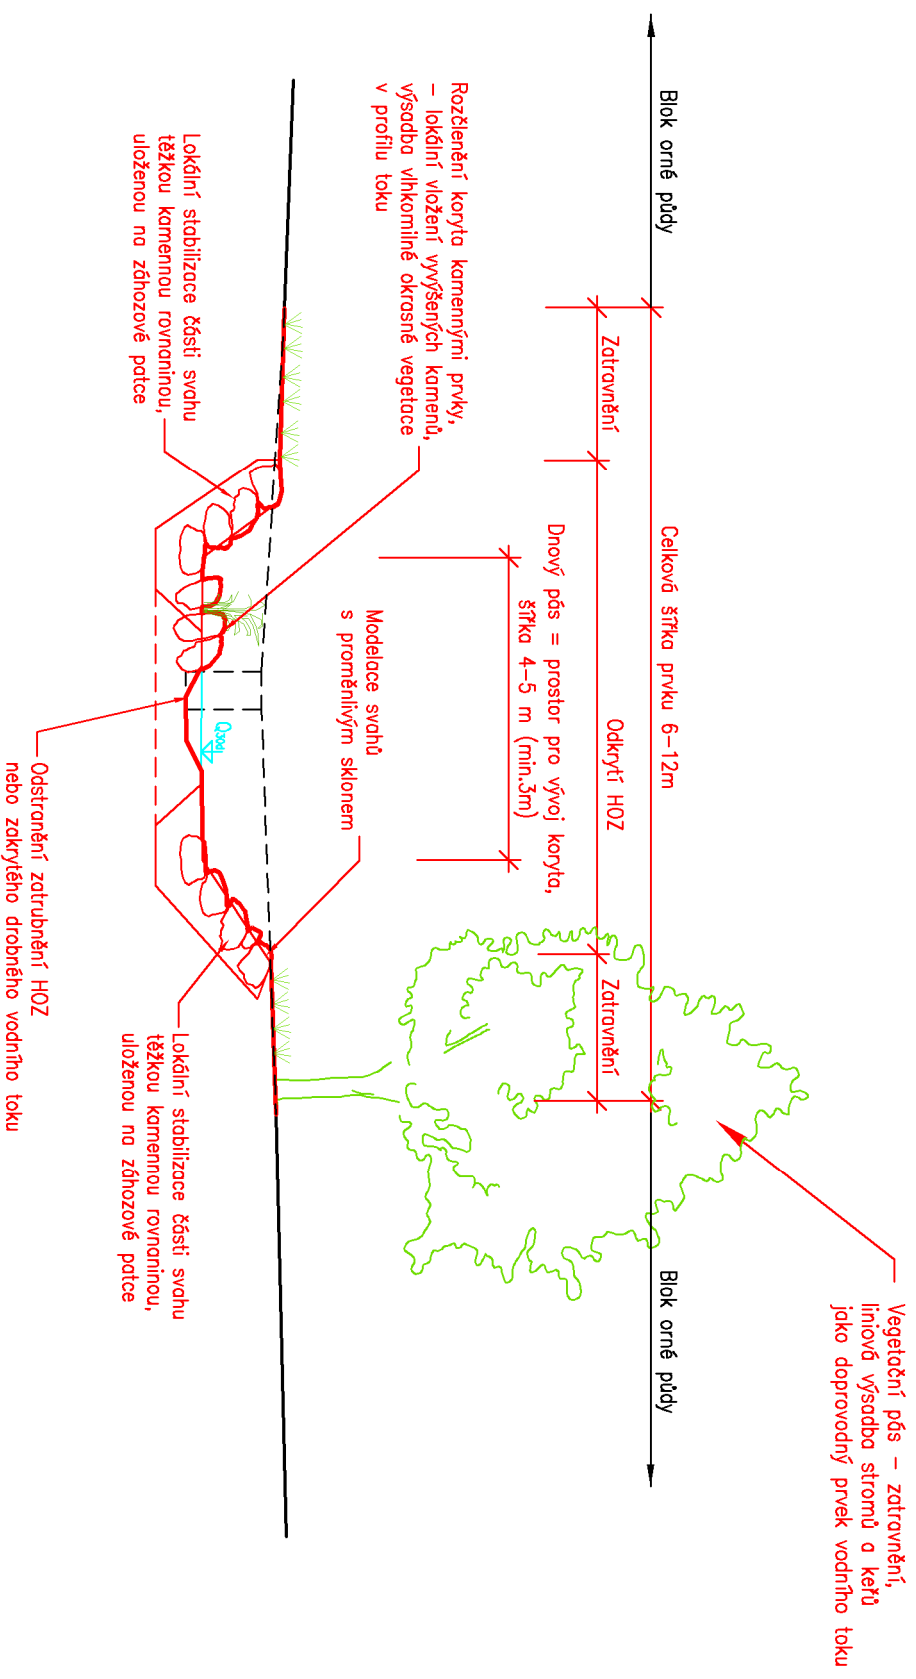 Vegetační pás – zatravnění,
liniová výsadba stromů a keřů
jako doprovodný prvek vodního toku
Blok orné půdy
Celková šířka prvku 6–12m
Blok orné půdy
Zatravnění
Odkrytí HOZ
Zatravnění
Dnový pás = prostor pro vývoj koryta,
šířka 4–5 m (min.3m)
Rozčlenění koryta kamennými prvky,
– lokální vložení vyvýšených kamenů,
výsadba vlhkomilné okrasné vegetace
v profilu toku
Modelace svahů
s proměnlivým sklonem
Q30d
Lokální stabilizace části svahu
těžkou kamennou rovnaninou,
uloženou na záhozové patce
Lokální stabilizace části svahu
těžkou kamennou rovnaninou,
uloženou na záhozové patce
Odstranění zatrubnění HOZ
nebo zakrytého drobného vodního toku